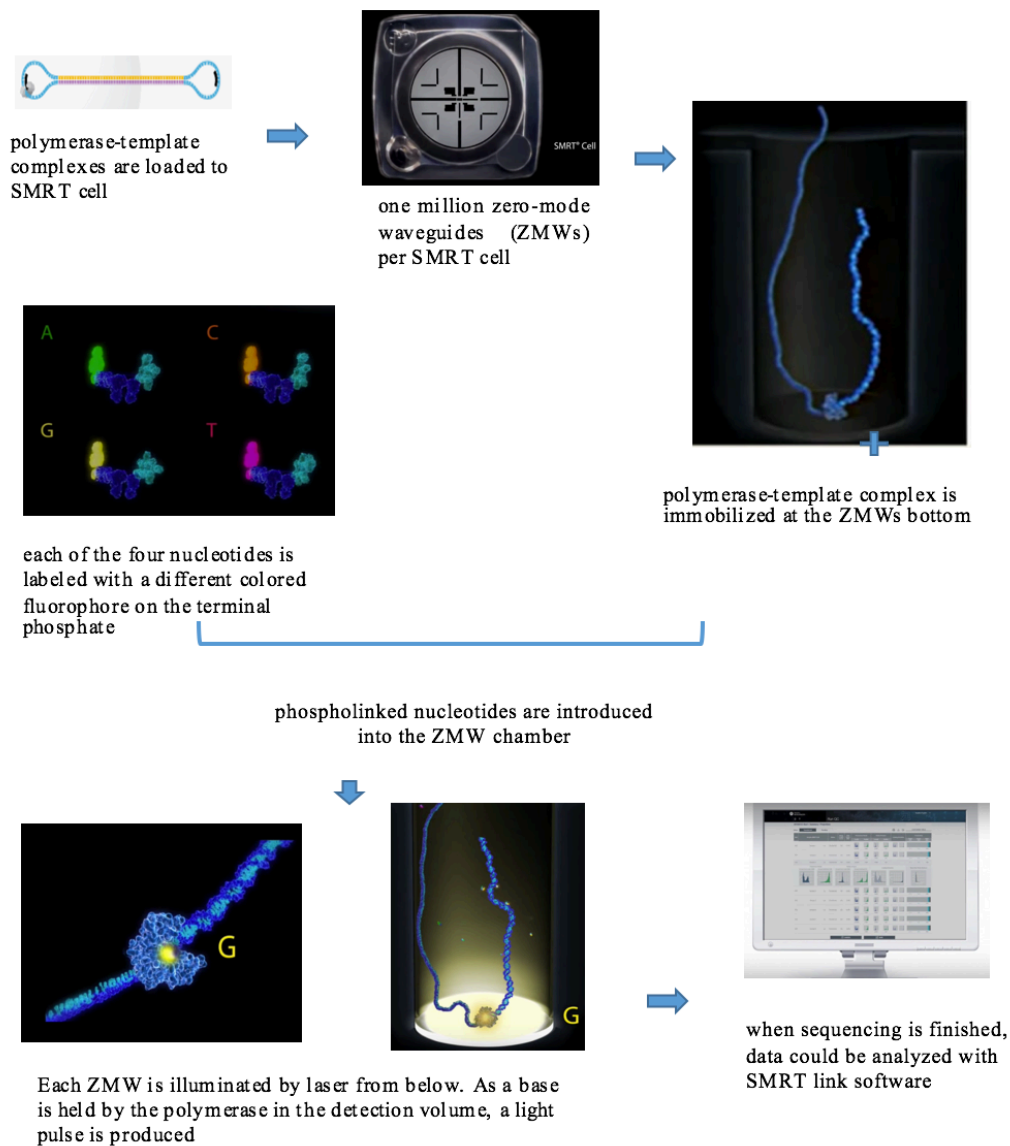 polymerase-template
complexes are loaded to
SMRT cell
SMRT® Cell
one million zero-mode
waveguides (ZMWs)
per SMRT cell
A
C
G
T
each of the four nucleotides is
labeled with a different colored
fluorophore on the terminal
phosphate
polymerase-template complex is
immobilized at the ZMWs bottom
phospholinked nucleotides are introduced
into the ZMW chamber
G
G
Each ZMW is illuminated by laser from below. As a base
is held by the polymerase in the detection volume, a light
pulse is produced
when sequencing is finished,
data could be analyzed with
SMRT link software